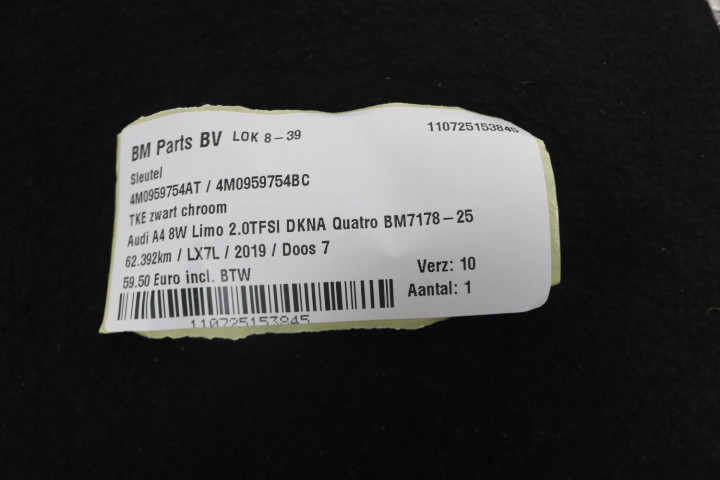 BM Parts BV LOK 8-39 110725153845
Sleutel
4M0959754AT / 4M0959754BC
TKE zwart chroom
Audi A4 8W Limo 2.0TFSI DKNA Quatro BM7178-25
62.392km / LX7L / 2019 / Doos 7
59.50 Euro incl. BTW
Verz: 10
Aantal: 1
110725153845